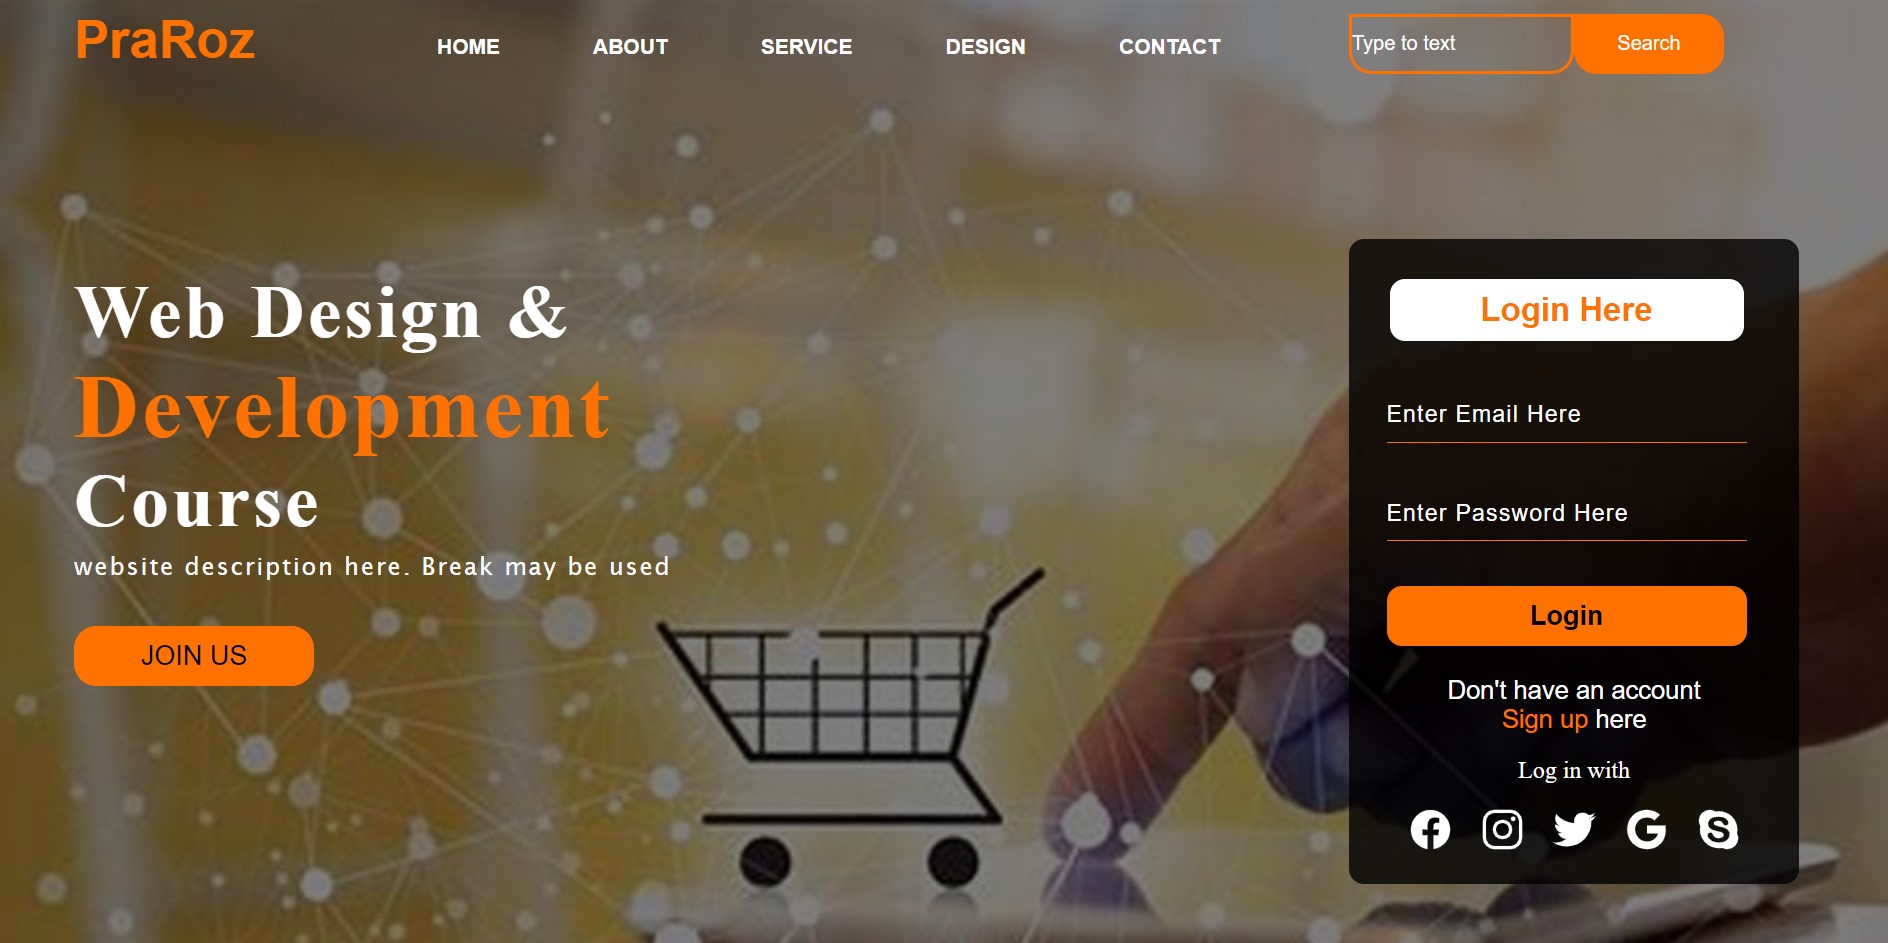 PraRoz
HOME ABOUT SERVICE DESIGN CONTACT
Type to text Search
Web Design &
Development
Course
website description here. Break may be used
JOIN US
Login Here
Enter Email Here
Enter Password Here
Login
Don't have an account
Sign up here
Log in with